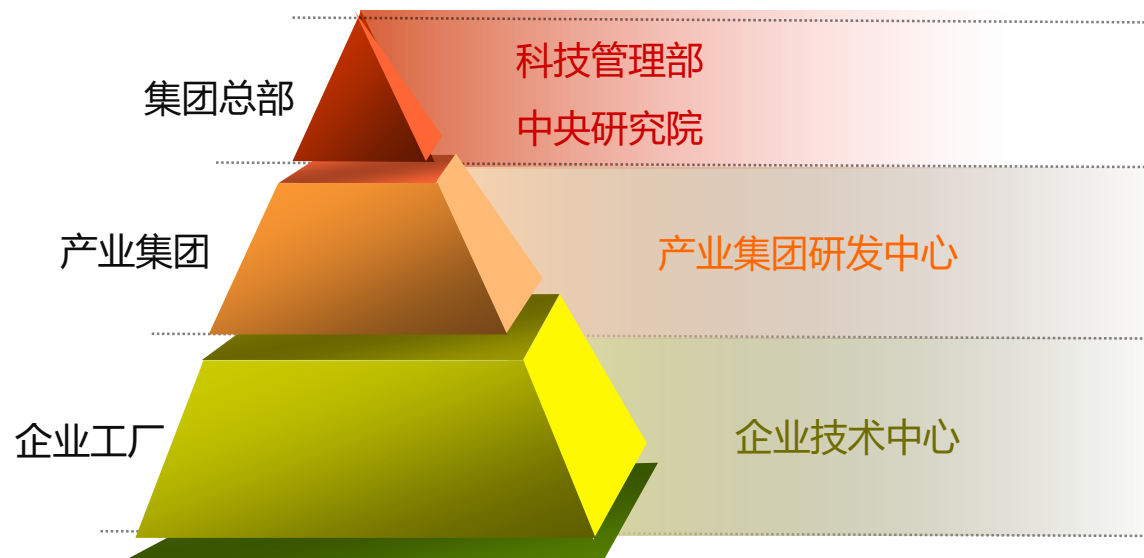 科技管理部
集团总部
中央研究院
产业集团
产业集团研发中心
企业工厂
企业技术中心